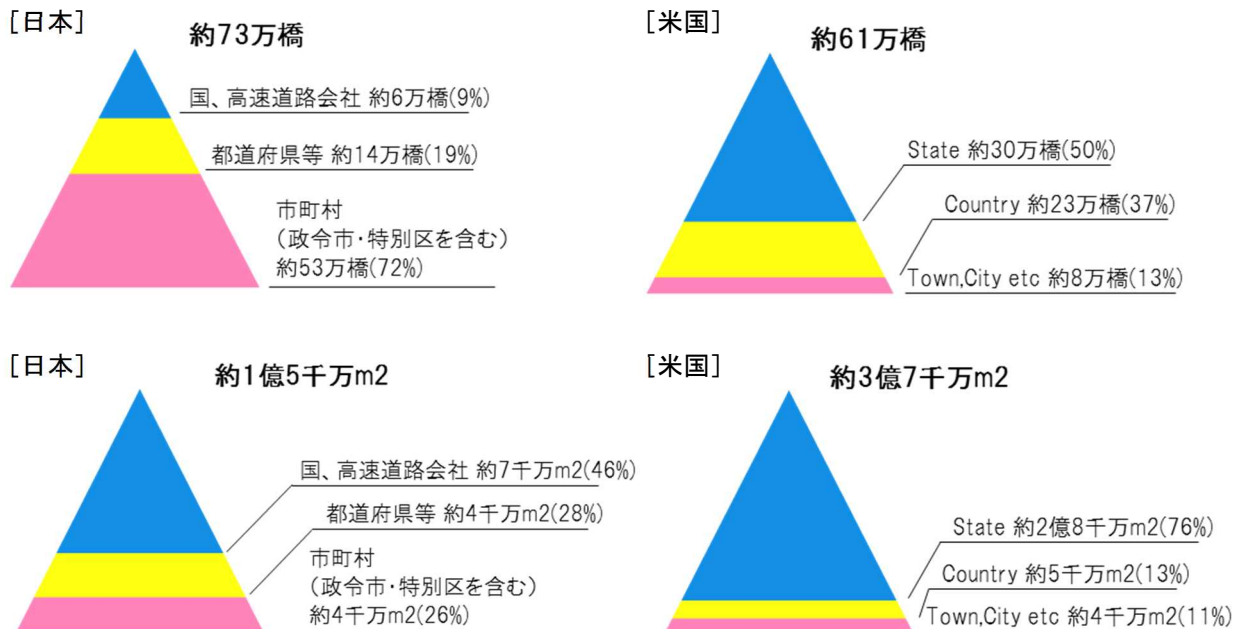 [日本]
約73万橋
国、高速道路会社 約6万橋(9%)
都道府県等 約14万橋(19%)
市町村
(政令市・特別区を含む)
約53万橋(72%)
[米国]
約61万橋
State 約30万橋(50%)
Country 約23万橋(37%)
Town,City etc 約8万橋(13%)
[日本]
約1億5千万m2
国、高速道路会社 約7千万m2(46%)
都道府県等 約4千万m2(28%)
市町村
(政令市・特別区を含む)
約4千万m2(26%)
[米国]
約3億7千万m2
State 約2億8千万m2(76%)
Country 約5千万m2(13%)
Town,City etc 約4千万m2(11%)